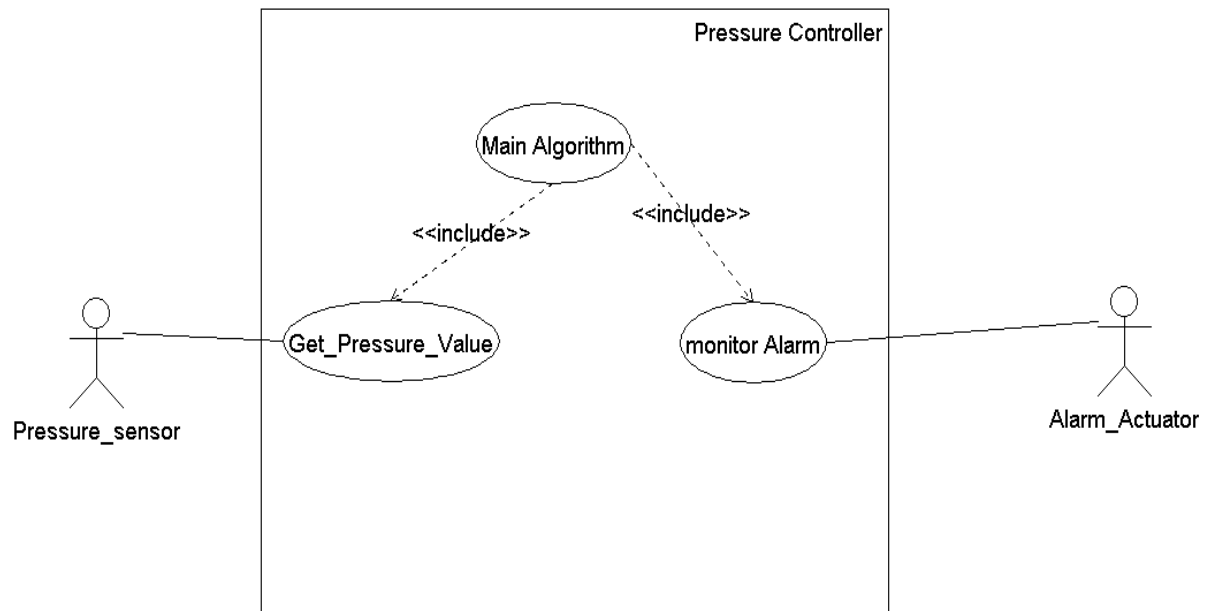 Pressure Controller
Main Algorithm
<<include>>
<<include>>
Get_Pressure_Value
monitor Alarm
Pressure_sensor
Alarm_Actuator